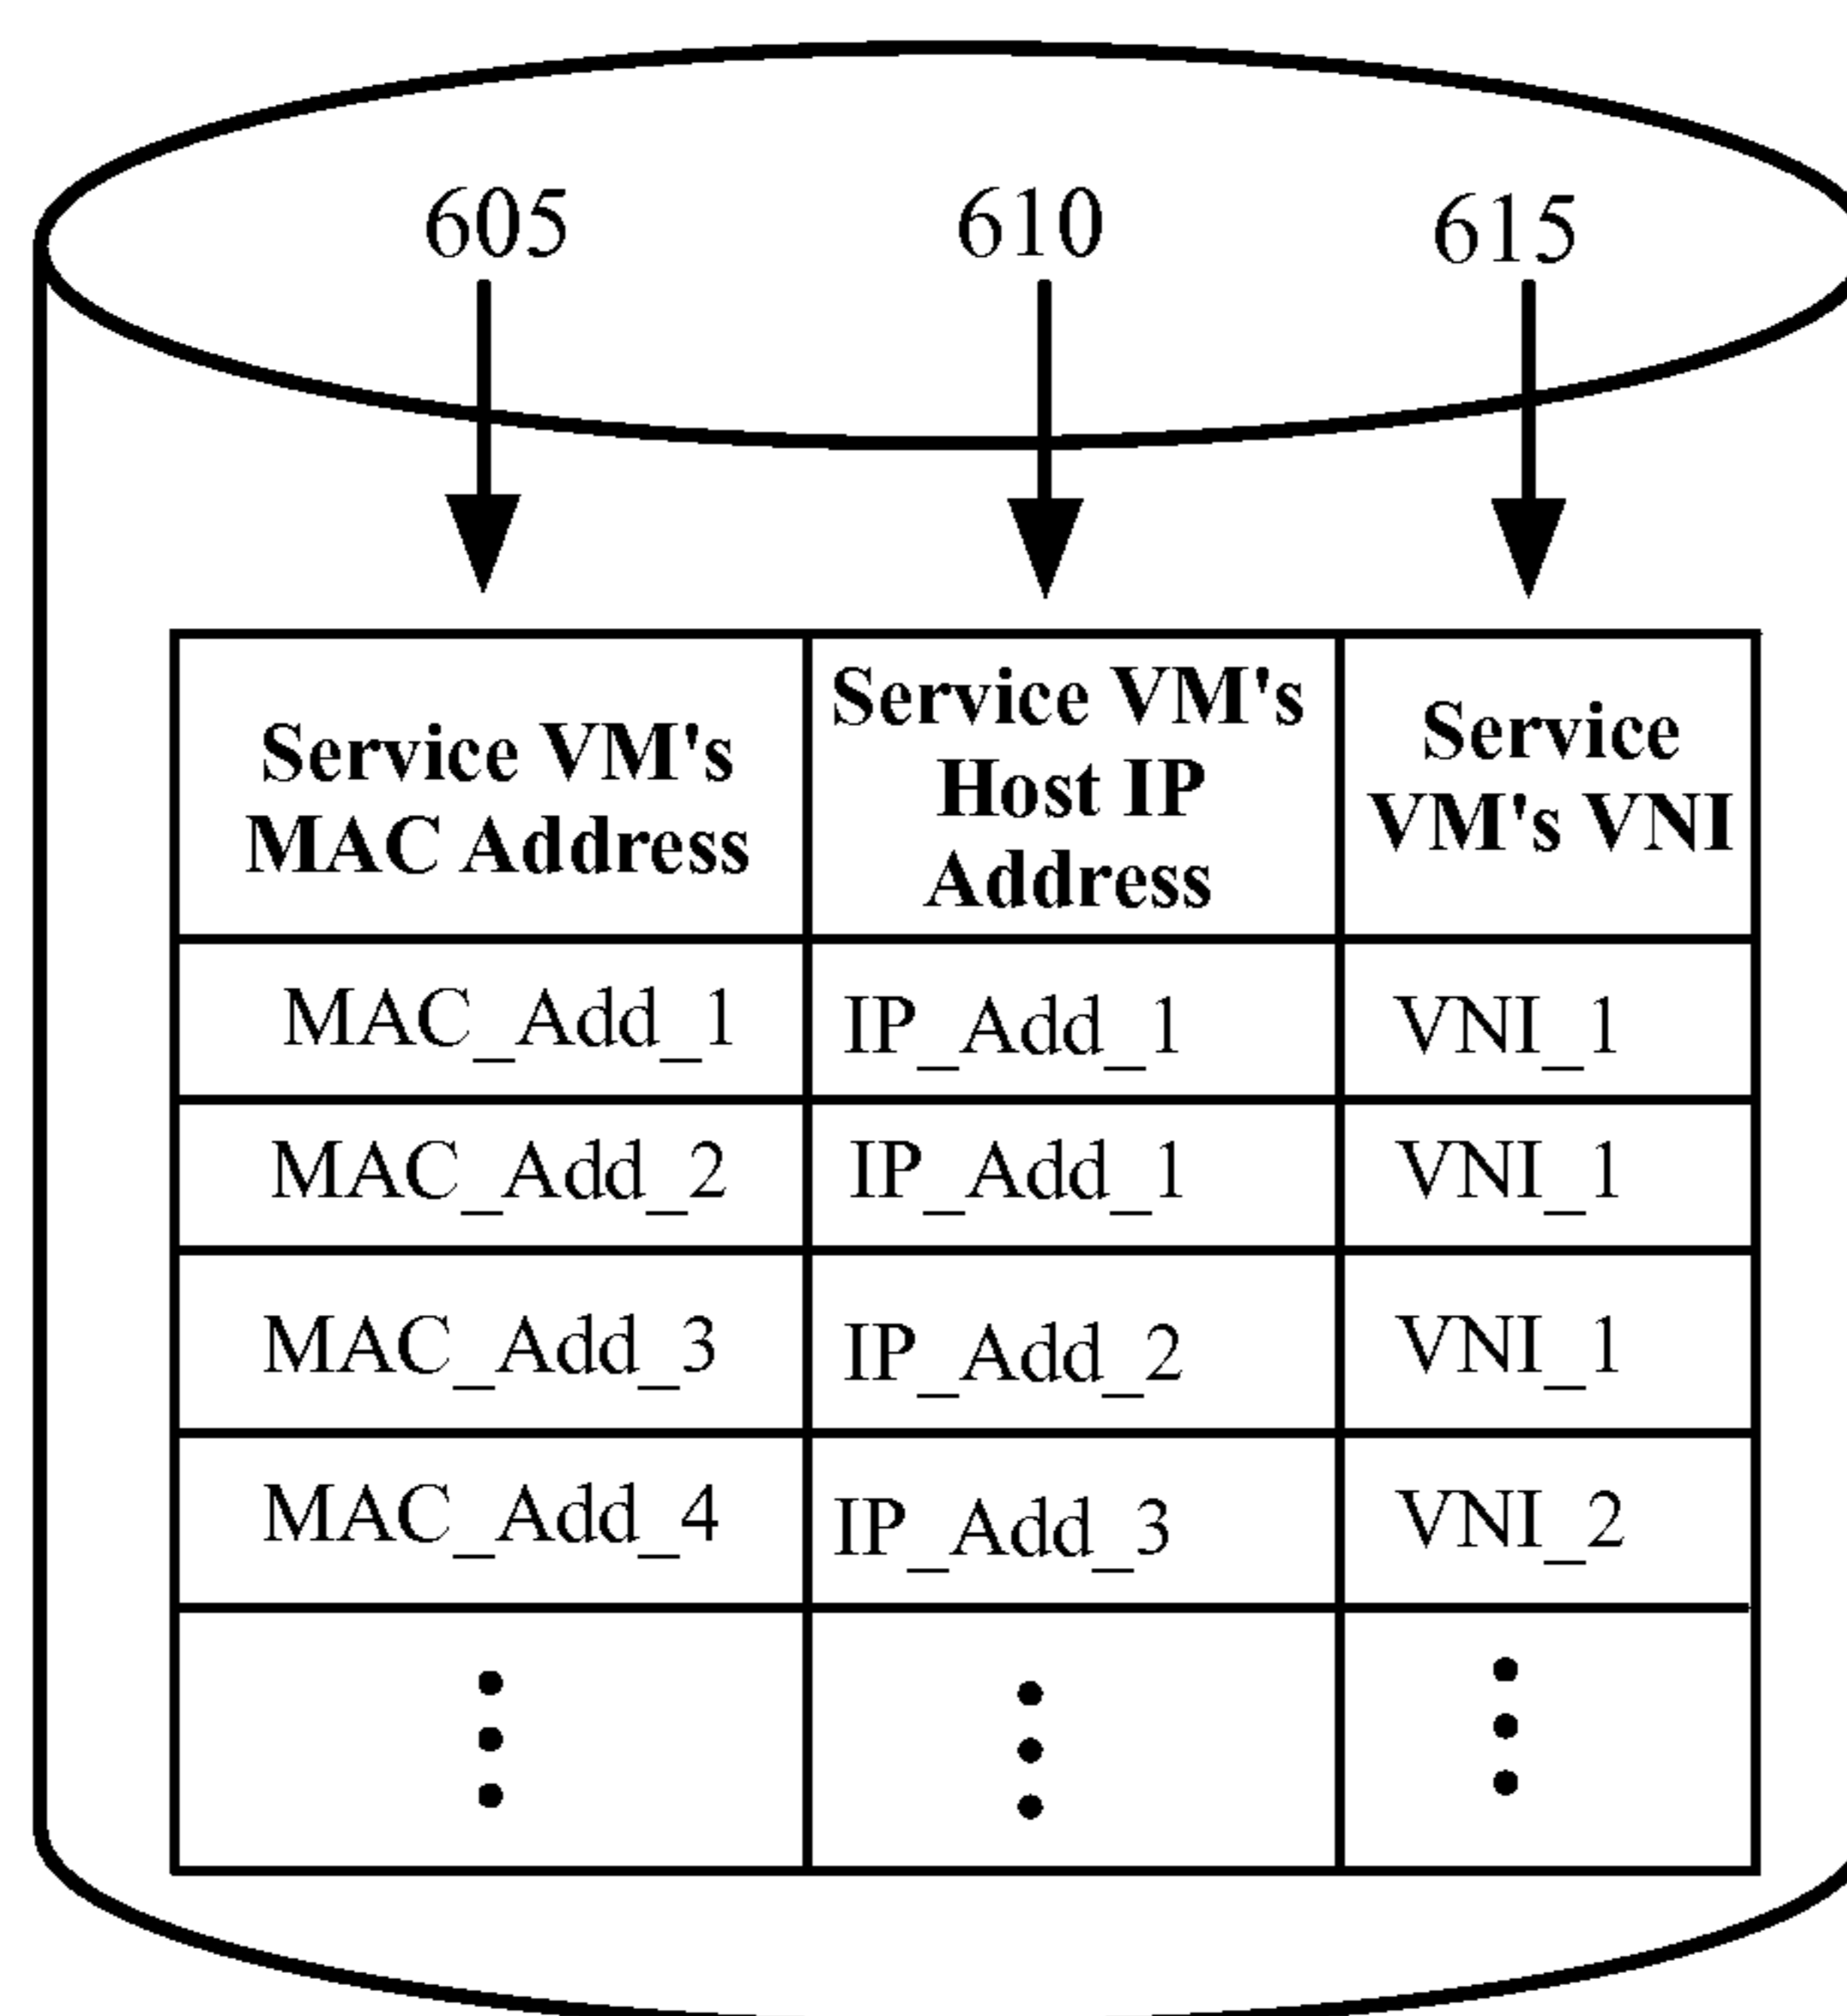 605 610 615
Service VM's
MAC Address
Service VM's
Host IP
Address
Service
VM's VNI
MAC_Add_1 IP_Add_1 VNI_1
MAC_Add_2 IP_Add_1 VNI_1
MAC_Add_3 IP_Add_2 VNI_1
MAC_Add_4 IP_Add_3 VNI_2